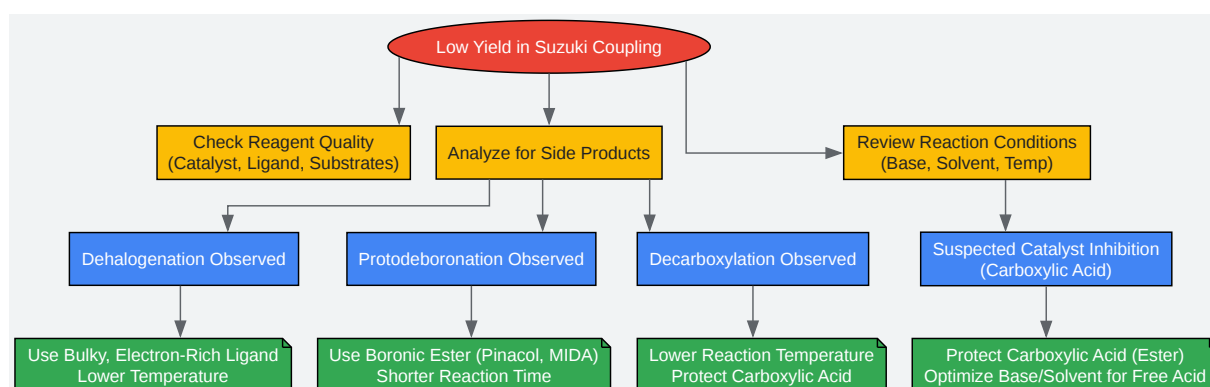 Low Yield in Suzuki Coupling
Check Reagent Quality
(Catalyst, Ligand, Substrates)
Analyze for Side Products
Review Reaction Conditions
(Base, Solvent, Temp)
Dehalogenation Observed
Protodeboronation Observed
Decarboxylation Observed
Suspected Catalyst Inhibition
(Carboxylic Acid)
Use Bulky, Electron-Rich Ligand
Lower Temperature
Use Boronic Ester (Pinacol, MIDA)
Shorter Reaction Time
Lower Reaction Temperature
Protect Carboxylic Acid
Protect Carboxylic Acid (Ester)
Optimize Base/Solvent for Free Acid